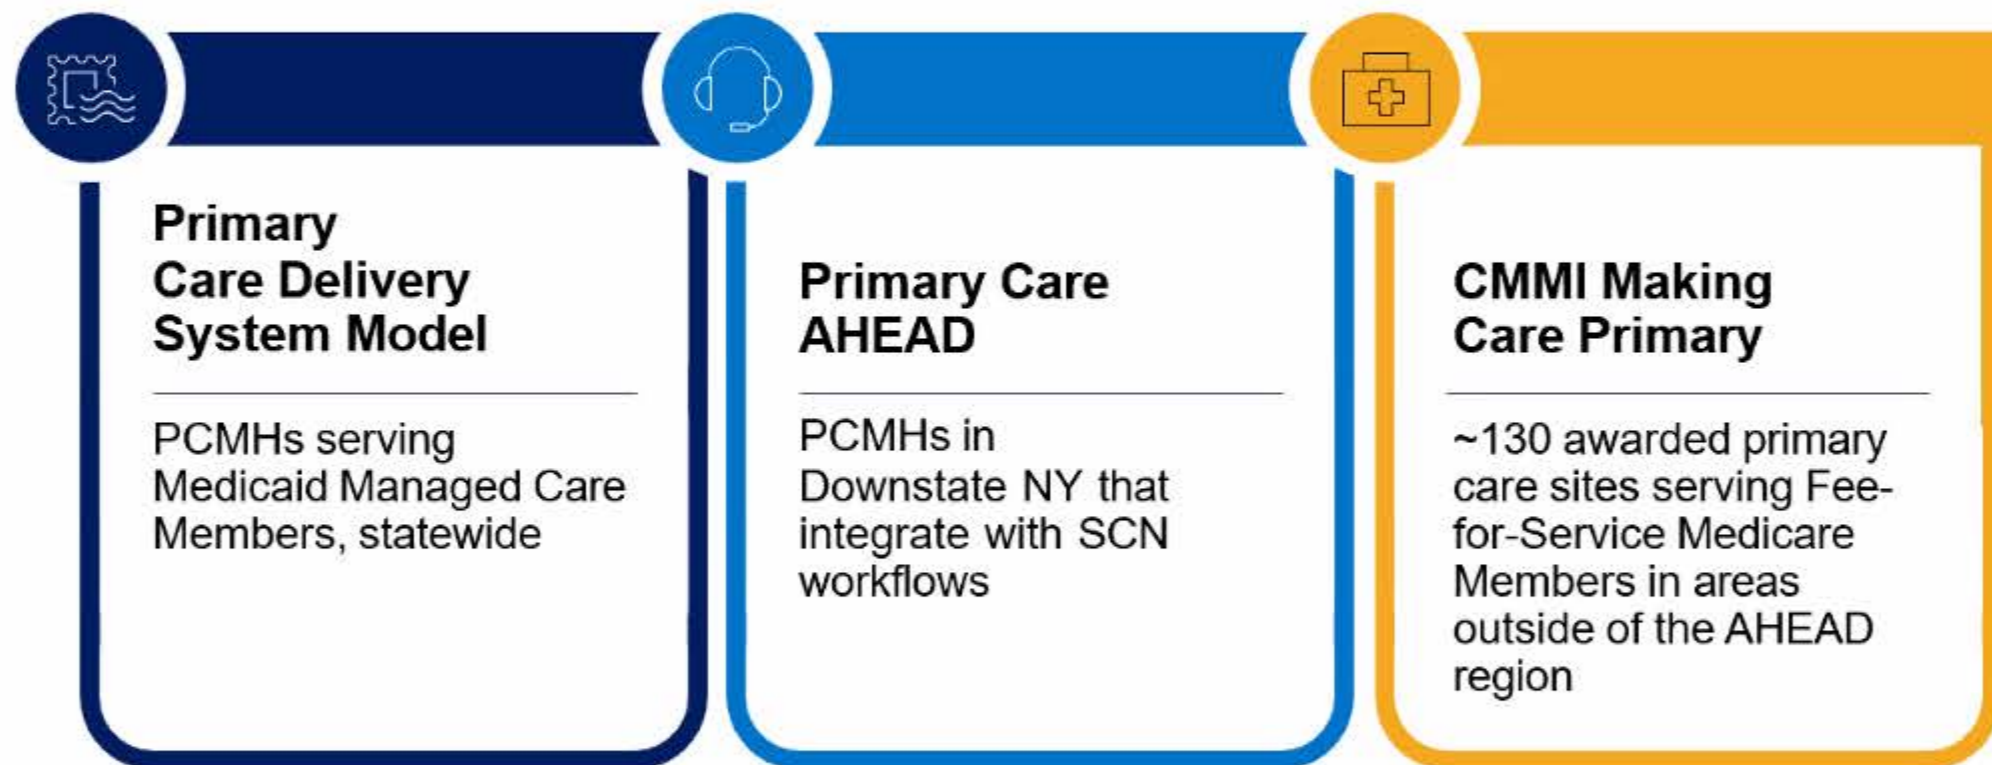 Primary
Care Delivery
System Model
PCMHs serving
Medicaid Managed Care
Members, statewide
Primary Care
AHEAD
PCMHs in
Downstate NY that
integrate with SCN
workflows
CMMI Making
Care Primary
~130 awarded primary
care sites serving Fee-
for-Service Medicare
Members in areas
outside of the AHEAD
region